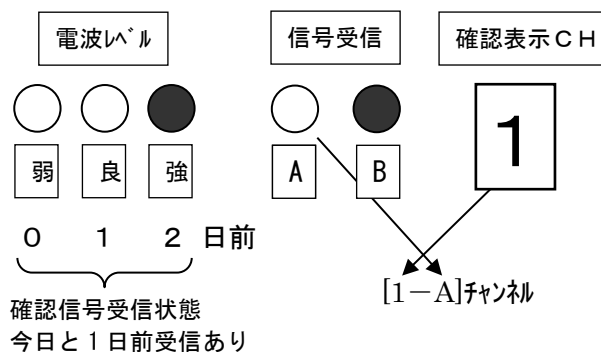 電波ﾚﾍﾞﾙ 信号受信 確認表示ＣＨ
弱 良 強 A B 1
０ １ ２ 日前
[1－A]ﾁｬﾝﾈﾙ
確認信号受信状態
今日と１日前受信あり